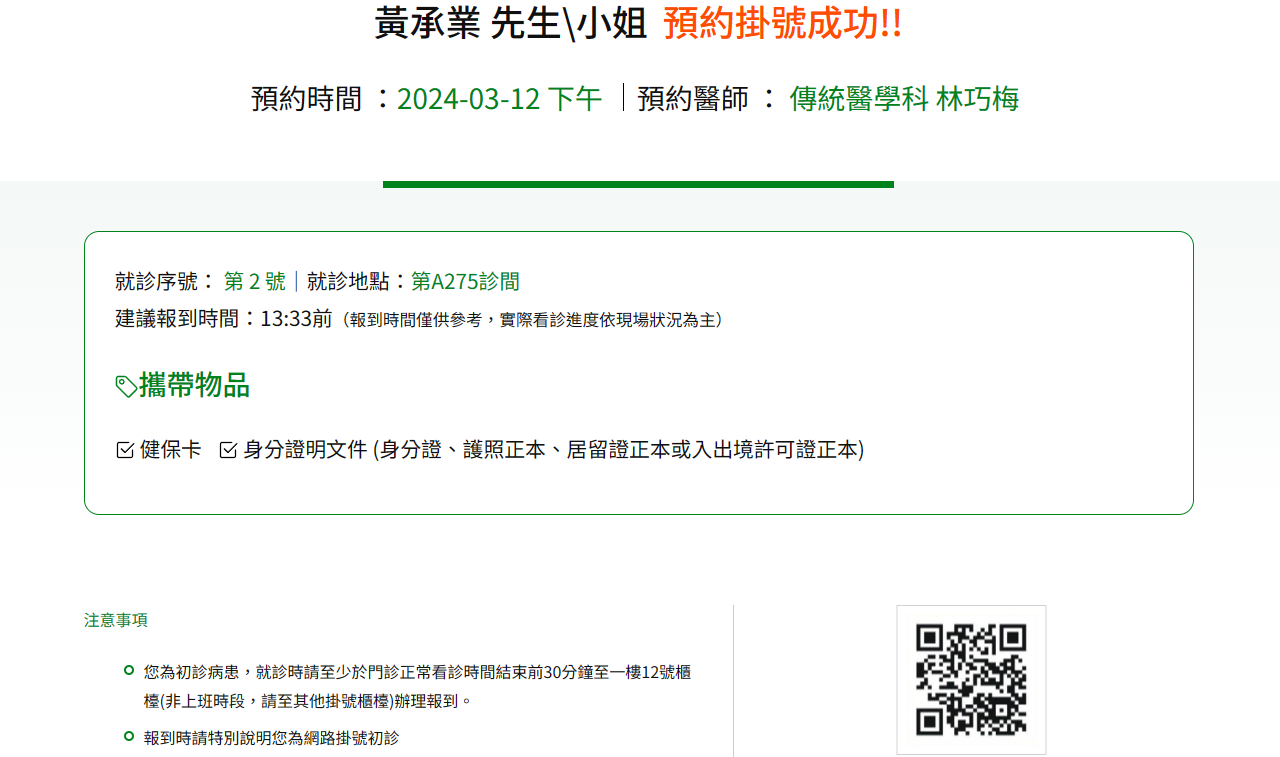 黃承業 先生\小姐 預約掛號成功!!
預約時間 ：2024-03-12 下午 ｜預約醫師 ： 傳統醫學科 林巧梅
就診序號： 第 2 號｜就診地點：第A275診間
建議報到時間：13:33前（報到時間僅供參考，實際看診進度依現場狀況為主）
攜帶物品
健保卡 身分證明文件 (身分證、護照正本、居留證正本或入出境許可證正本)
注意事項
您為初診病患，就診時請至少於門診正常看診時間結束前30分鐘至一樓12號櫃
檯(非上班時段，請至其他掛號櫃檯)辦理報到。
報到時請特別說明您為網路掛號初診